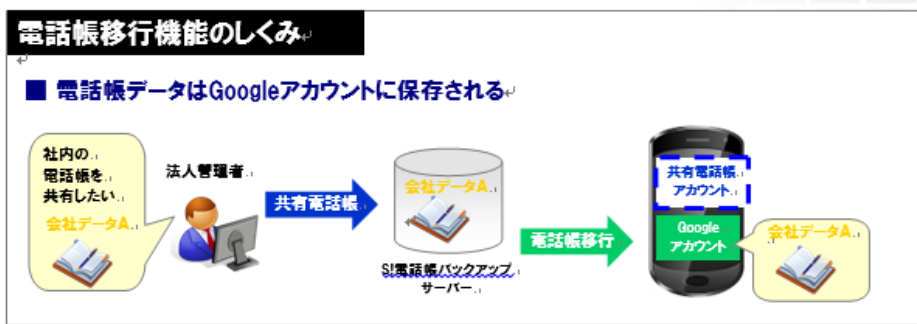 電話帳移行機能のしくみ
■ 電話帳データはGoogleアカウントに保存される
社内の
電話帳を
共有したい
会社データA
法人管理者
共有電話帳
会社データA
S!電話帳バックアップ
サーバー
電話帳移行
共有電話帳
アカウント
Google
アカウント
会社データA